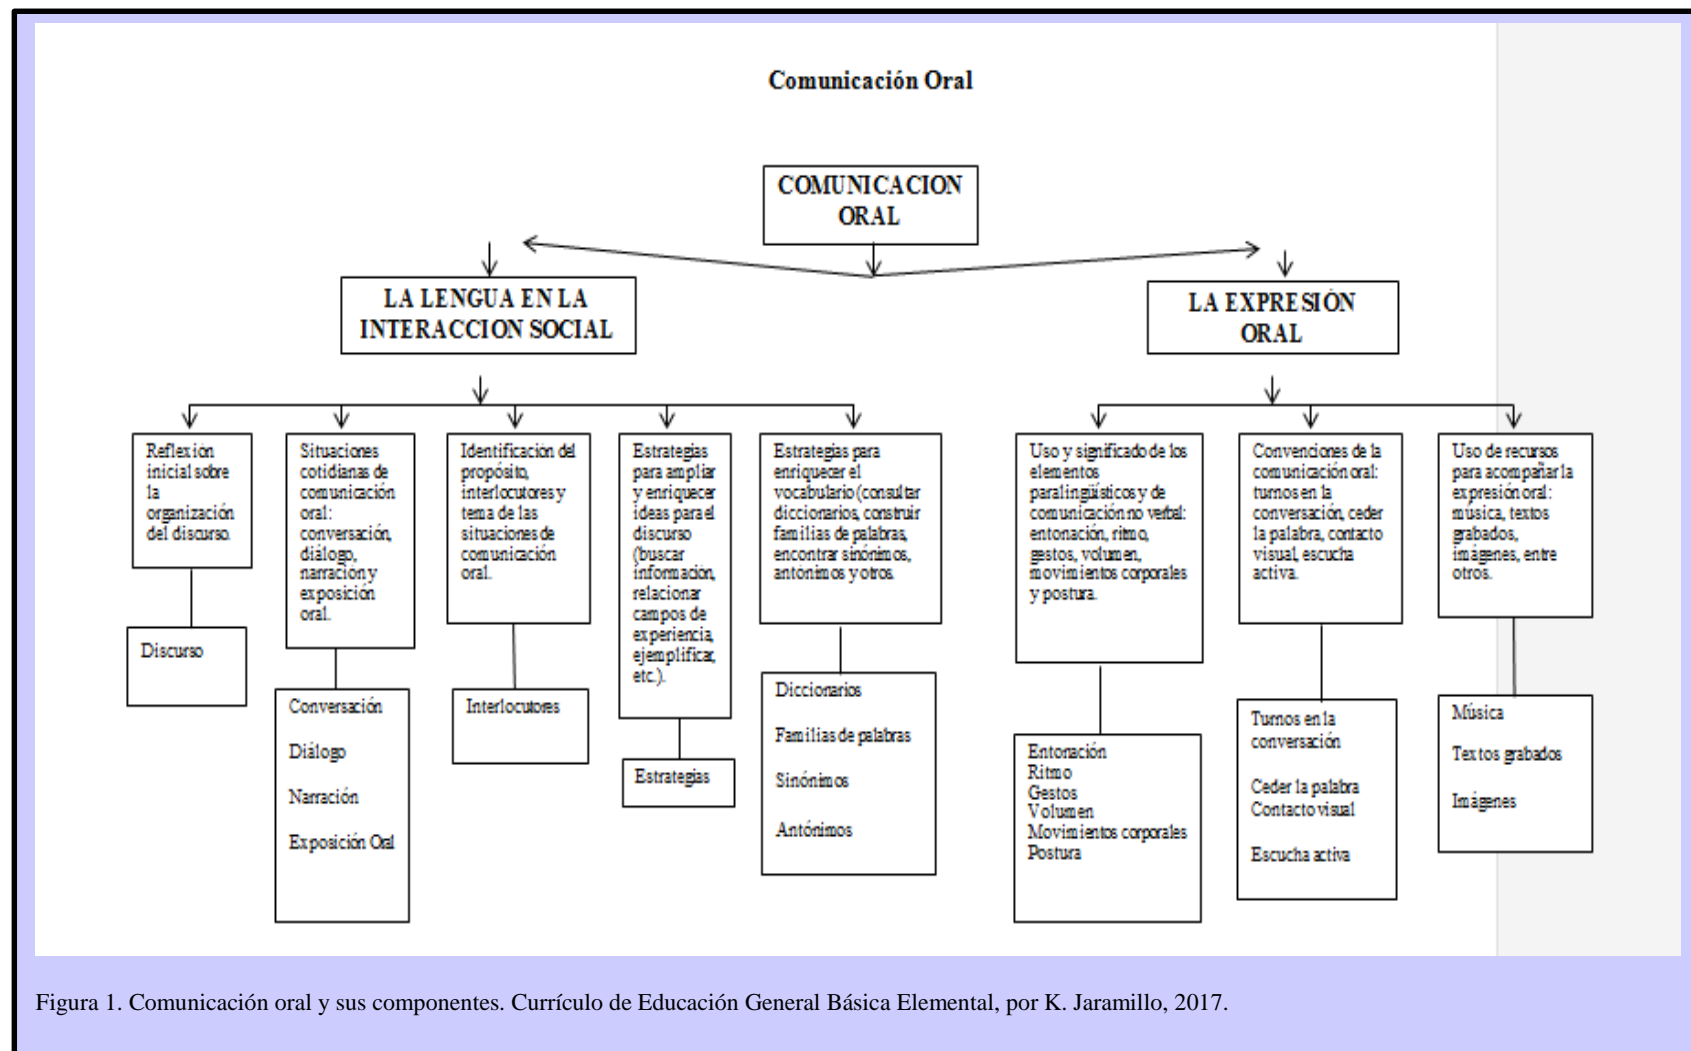 Comunicación Oral
COMUNICACION
ORAL
LA LENGUA EN LA
INTERACCION SOCIAL
LA EXPRESIÓN
ORAL
Reflexión
inicial sobre
la
organización
del discurso.
Situaciones
cotidianas de
comunicación
oral:
conversación,
diálogo,
narración y
exposición
oral.
Identificación del
propósito,
interlocutores y
tema de las
situaciones de
comunicación
oral.
Estrategias
para ampliar
y enriquecer
ideas para el
discurso
(buscar
información,
relacionar
campos de
experiencia,
ejemplificar,
etc.).
Estrategias para
enriquecer el
vocabulario (consultar
diccionarios, construir
familias de palabras,
encontrar sinónimos,
antónimos y otros.
Uso y significado de los
elementos
paralingüísticos y de
comunicación no verbal:
entonación, ritmo,
gestos, volumen,
movimientos corporales
y postura.
Convenciones de la
comunicación oral:
turnos en la
conversación, ceder
la palabra, contacto
visual, escucha
activa.
Uso de recursos
para acompañar la
expresión oral:
música, textos
grabados,
imágenes, entre
otros.
Discurso
Conversación
Diálogo
Narración
Exposición Oral
Interlocutores
Estrategias
Diccionarios
Familias de palabras
Sinónimos
Antónimos
Entonación
Ritmo
Gestos
Volumen
Movimientos corporales
Postura
Turnos en la
conversación
Ceder la palabra
Contacto visual
Escucha activa
Música
Textos grabados
Imágenes
Figura 1. Comunicación oral y sus componentes. Currículo de Educación General Básica Elemental, por K. Jaramillo, 2017.